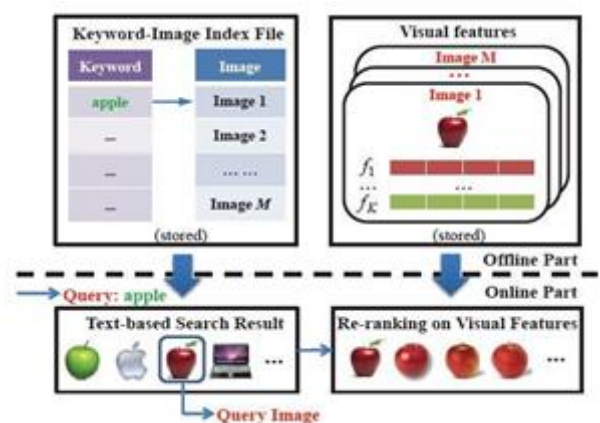 Keyword-Image Index File
Keyword Image
apple Image 1
... Image 2
... ... ...
... Image M
(stored)
Visual features
Image M
...
Image 1
f1
... ...
fK
(stored)
Offline Part
Online Part
Query: apple
Text-based Search Result
...
Query Image
Re-ranking on Visual Features
...